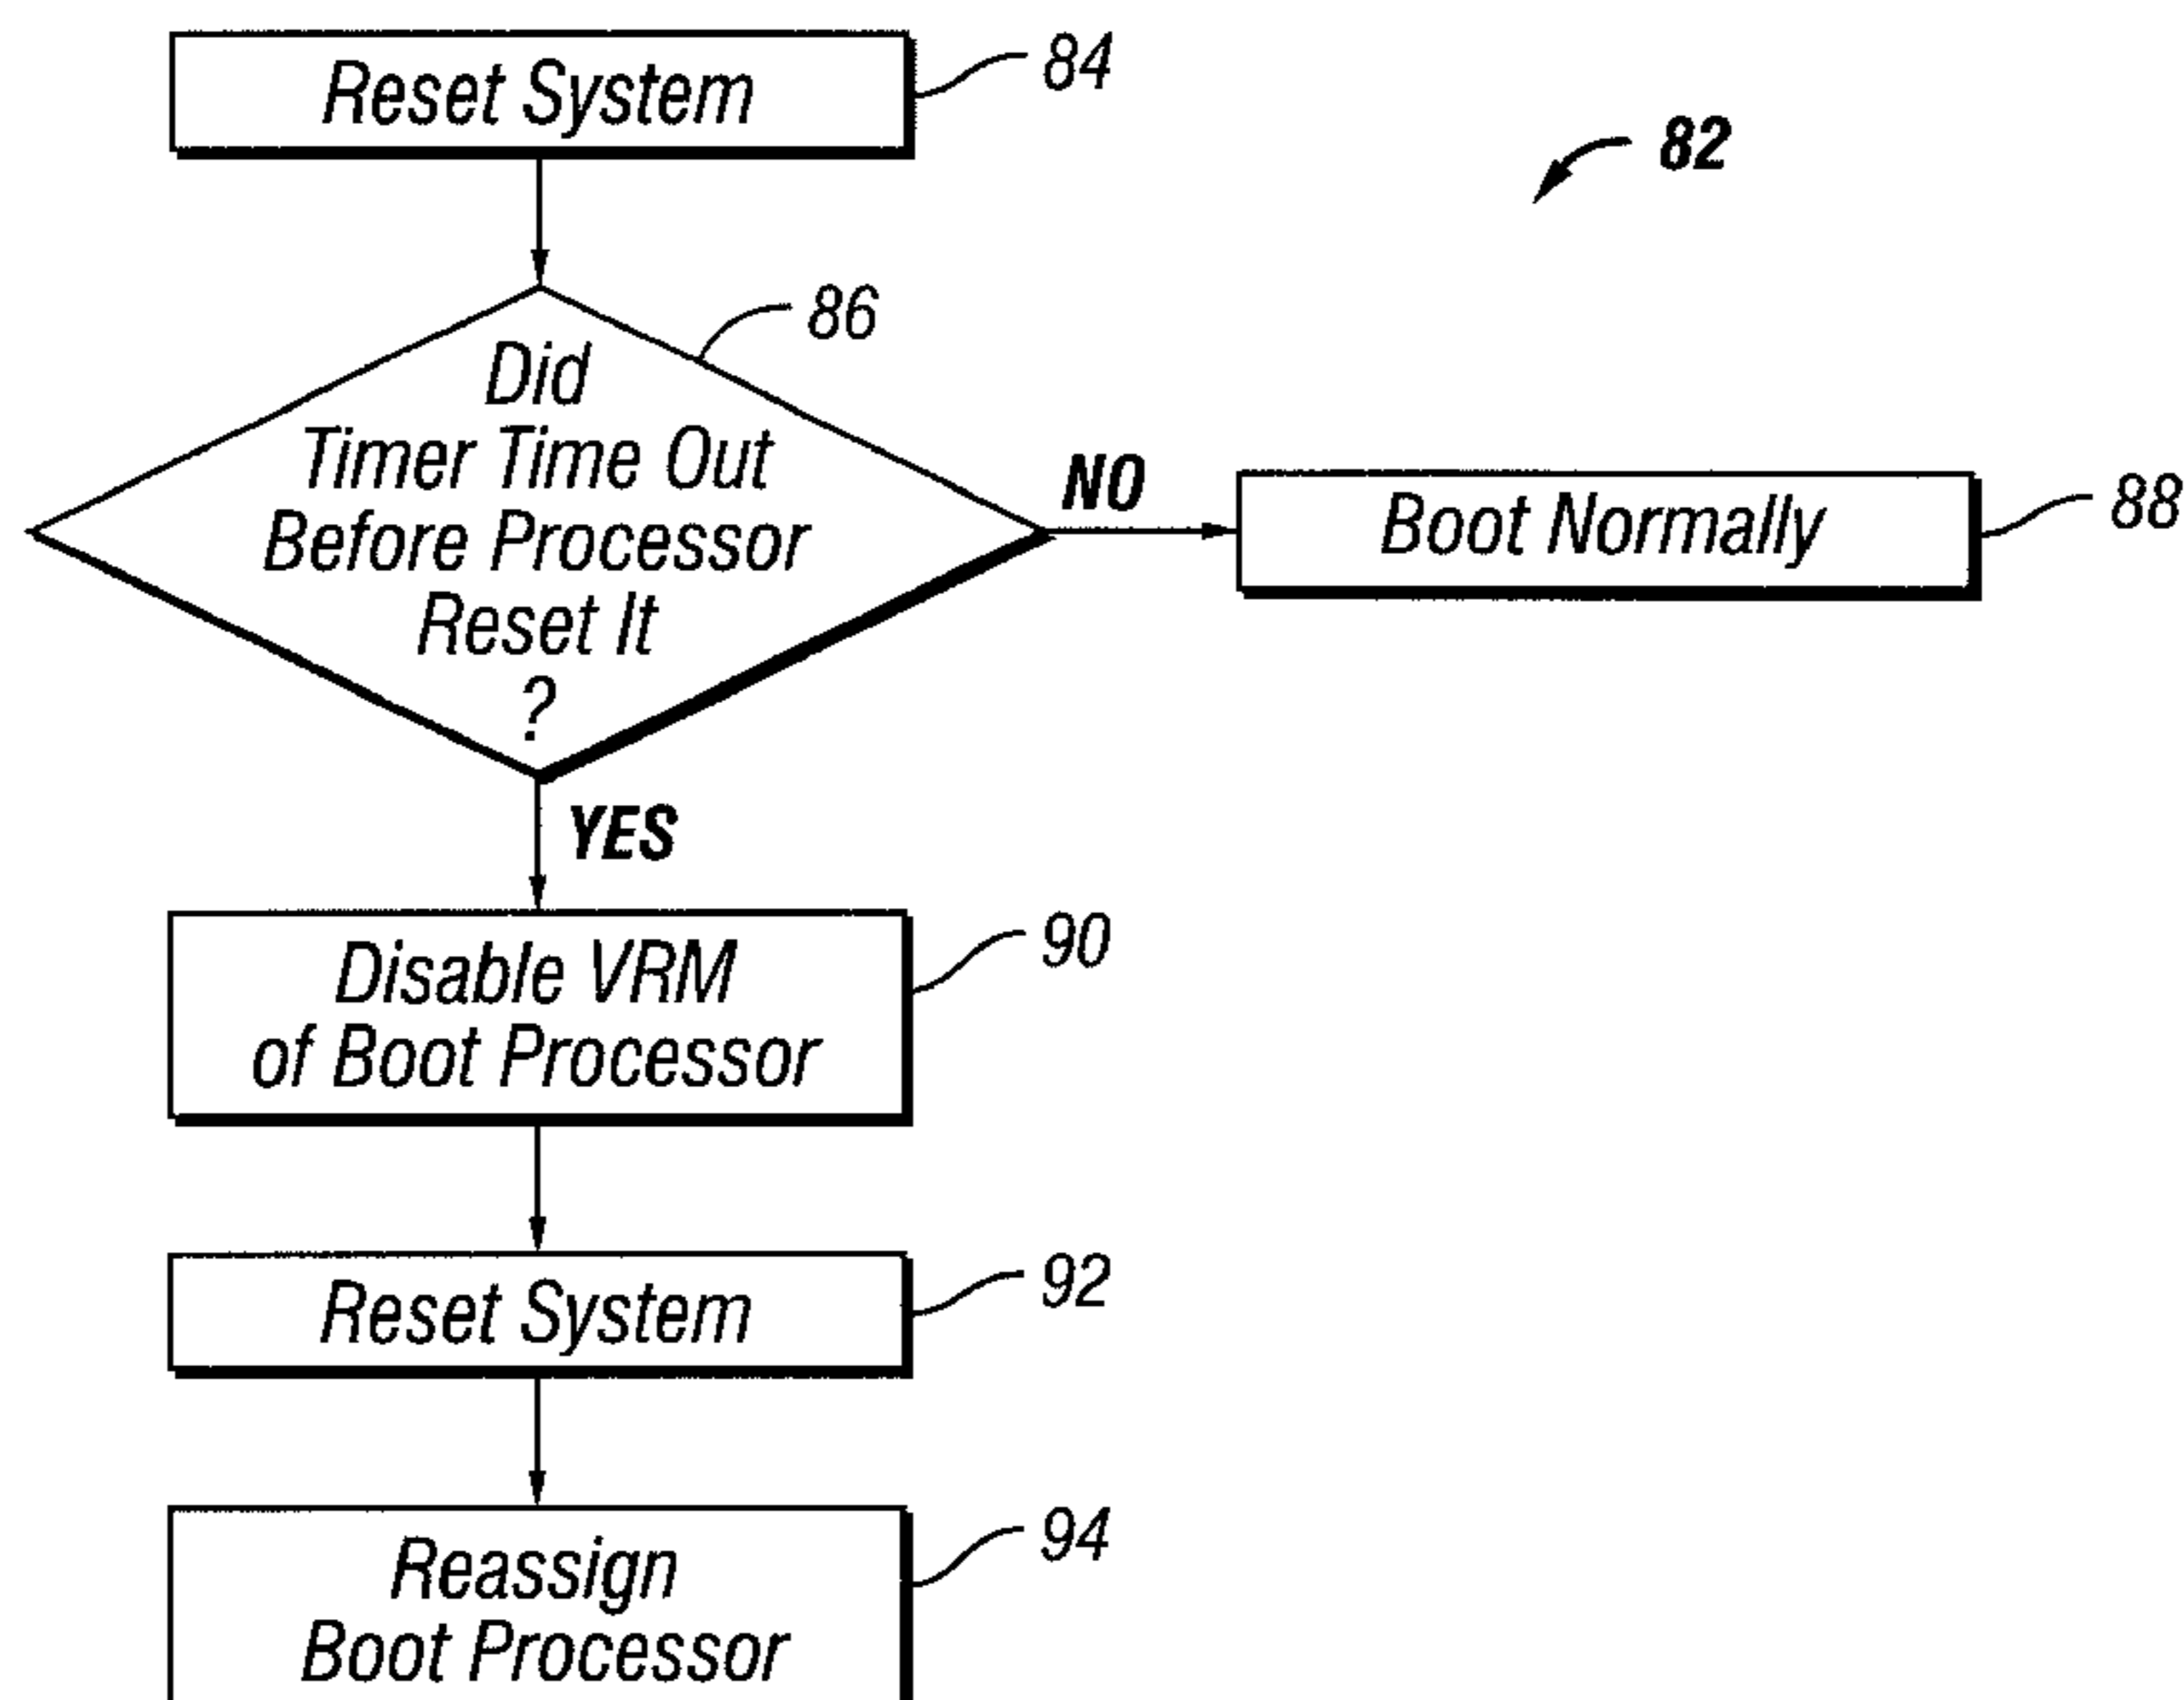 Reset System
84
82
86
Did
Timer Time Out
Before Processor
Reset It
?
NO
Boot Normally
88
YES
Disable VRM
of Boot Processor
90
Reset System
92
Reassign
Boot Processor
94